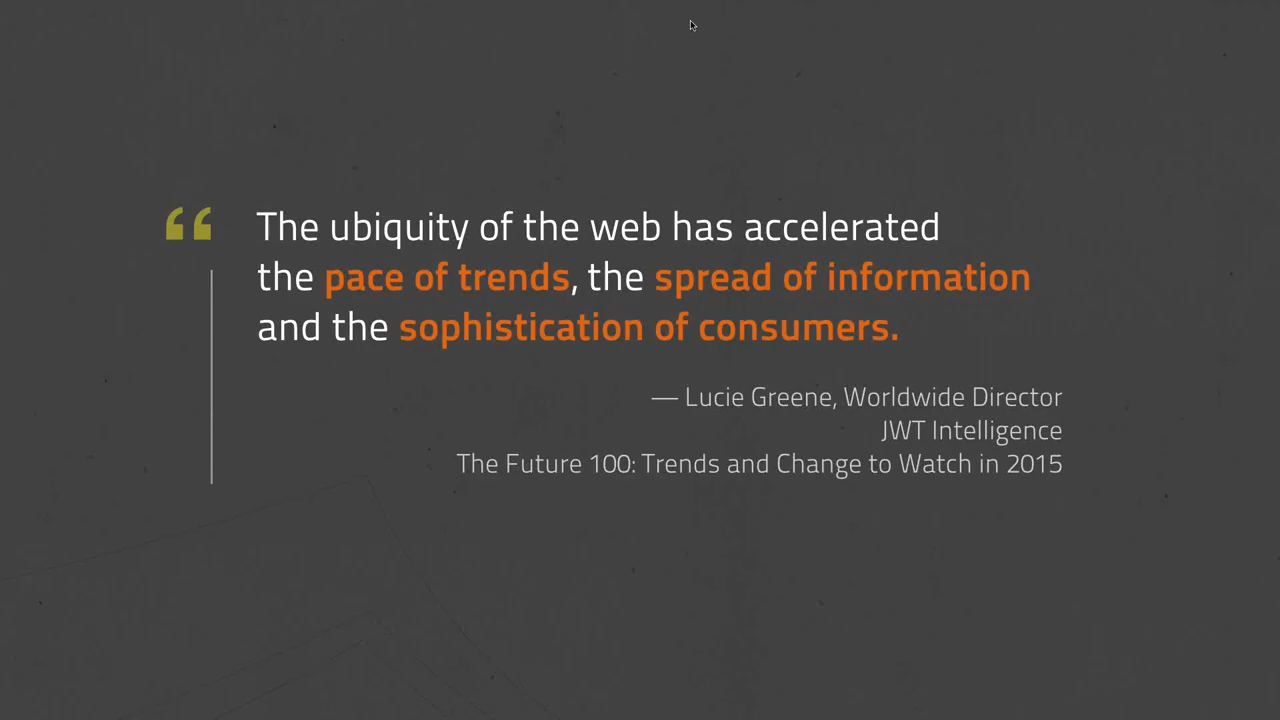 “ The ubiquity of the web has accelerated
the pace of trends, the spread of information
and the sophistication of consumers.
— Lucie Greene, Worldwide Director
JWT Intelligence
The Future 100: Trends and Change to Watch in 2015